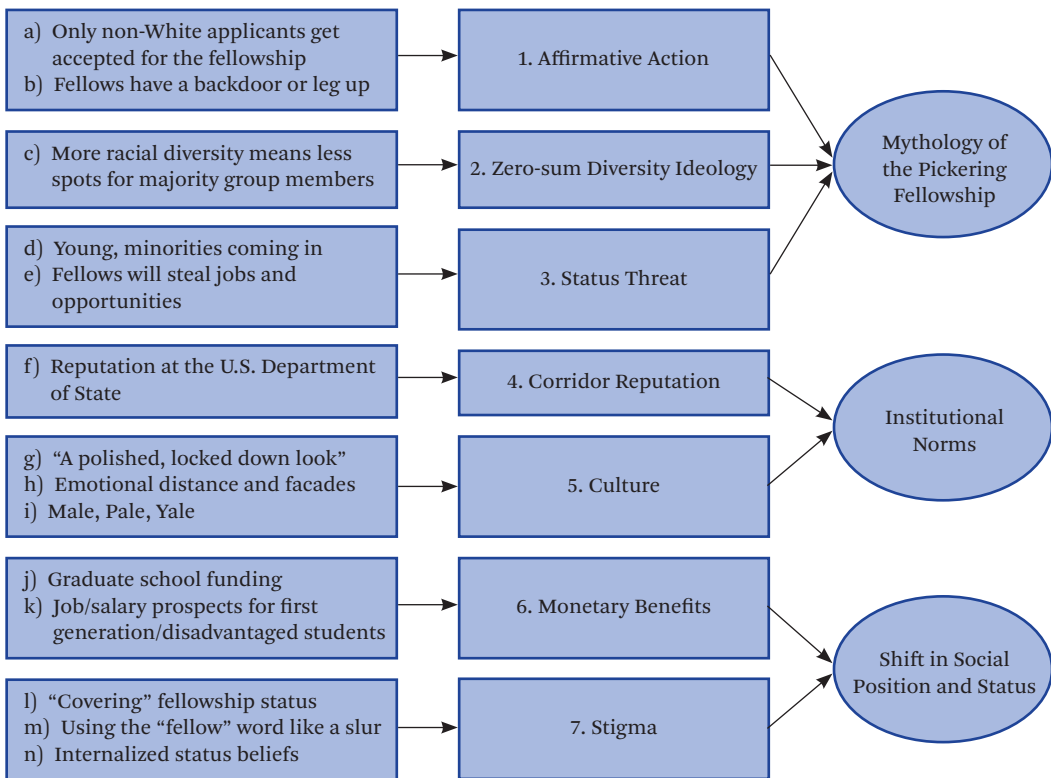 a) Only non-White applicants get
accepted for the fellowship
b) Fellows have a backdoor or leg up
1. Affirmative Action
c) More racial diversity means less
spots for majority group members
2. Zero-sum Diversity Ideology
Mythology of
the Pickering
Fellowship
d) Young, minorities coming in
e) Fellows will steal jobs and
opportunities
3. Status Threat
f) Reputation at the U.S. Department
of State
4. Corridor Reputation
g) “A polished, locked down look”
h) Emotional distance and facades
i) Male, Pale, Yale
5. Culture
Institutional
Norms
j) Graduate school funding
k) Job/salary prospects for first
generation/disadvantaged students
6. Monetary Benefits
l) “Covering” fellowship status
m) Using the “fellow” word like a slur
n) Internalized status beliefs
7. Stigma
Shift in Social
Position and Status